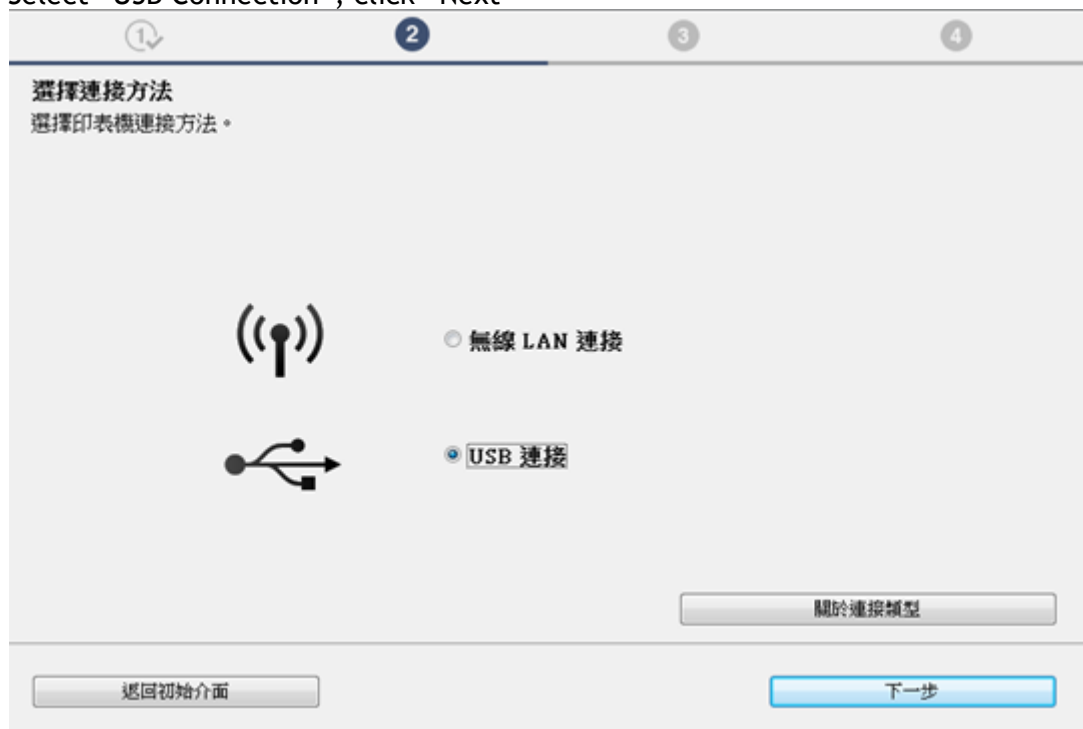 Select "USB Connection", click "Next"
1 2 3 4
選擇連接方法
選擇印表機連接方法。
無線 LAN 連接
USB 連接
關於連接類型
返回初始介面 下一步